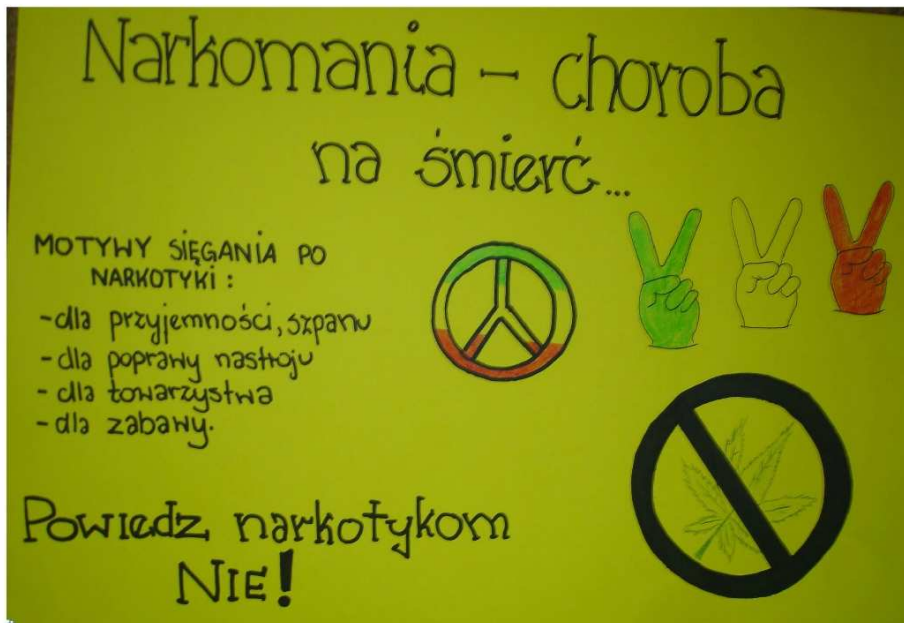 Narkomania - choroba
na śmierć...
MOTYWY SIĘGANIA PO
NARKOTYKI:
-dla przyjemności, szpanu
-dla poprawy nastroju
- dla towarzystwa
- dla zabawy.
Powiedz narkotykom
NIE!